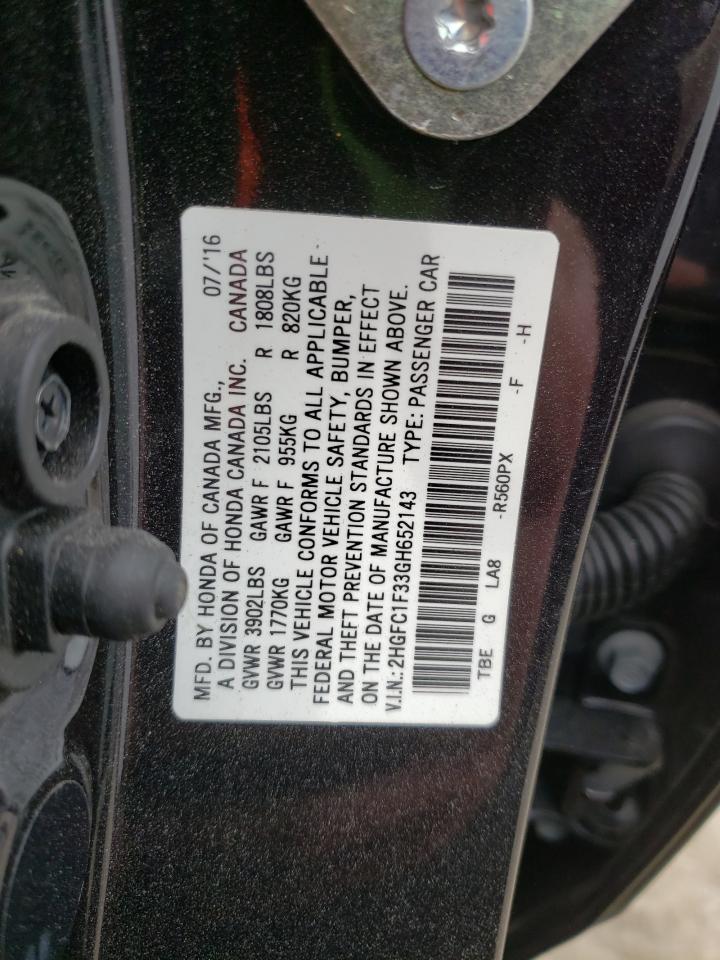 MFD. BY HONDA OF CANADA MFG., 07/'16
A DIVISION OF HONDA CANADA INC. CANADA
GVWR 3902LBS GAWR F 2105LBS R 1808LBS
GVWR 1770KG GAWR F 955KG R 820KG
THIS VEHICLE CONFORMS TO ALL APPLICABLE -
FEDERAL MOTOR VEHICLE SAFETY, BUMPER,
AND THEFT PREVENTION STANDARDS IN EFFECT
ON THE DATE OF MANUFACTURE SHOWN ABOVE.
V.I.N.:2HGFC1F33GH652143 TYPE: PASSENGER CAR
TBE G LA8 -R560PX -F -H